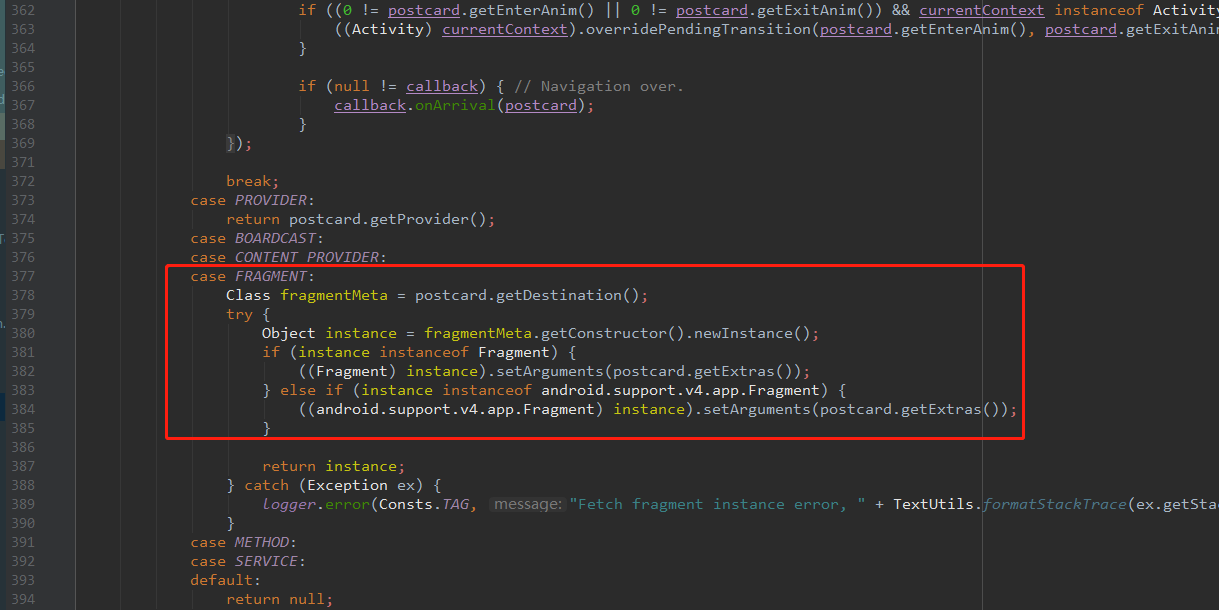 362 if ((0 != postcard.getEnterAnim() || 0 != postcard.getExitAnim()) && currentContext instanceof Activity
363 ((Activity) currentContext).overridePendingTransition(postcard.getEnterAnim(), postcard.getExitAnim
364 }
365
366 if (null != callback) { // Navigation over.
367 callback.onArrival(postcard);
368 }
369 });
371
372 break;
373 case PROVIDER:
374 return postcard.getProvider();
375 case BOARDCAST:
376 case CONTENT_PROVIDER:
377 case FRAGMENT:
378 Class fragmentMeta = postcard.getDestination();
379 try {
380 Object instance = fragmentMeta.getConstructor().newInstance();
381 if (instance instanceof Fragment) {
382 ((Fragment) instance).setArguments(postcard.getExtras());
383 } else if (instance instanceof android.support.v4.app.Fragment) {
384 ((android.support.v4.app.Fragment) instance).setArguments(postcard.getExtras());
385 }
386
387 return instance;
388 } catch (Exception ex) {
389 logger.error(Consts.TAG, message: "Fetch fragment instance error, " + TextUtils.formatStackTrace(ex.getSta
390 }
391 case METHOD:
392 case SERVICE:
393 default:
394 return null;